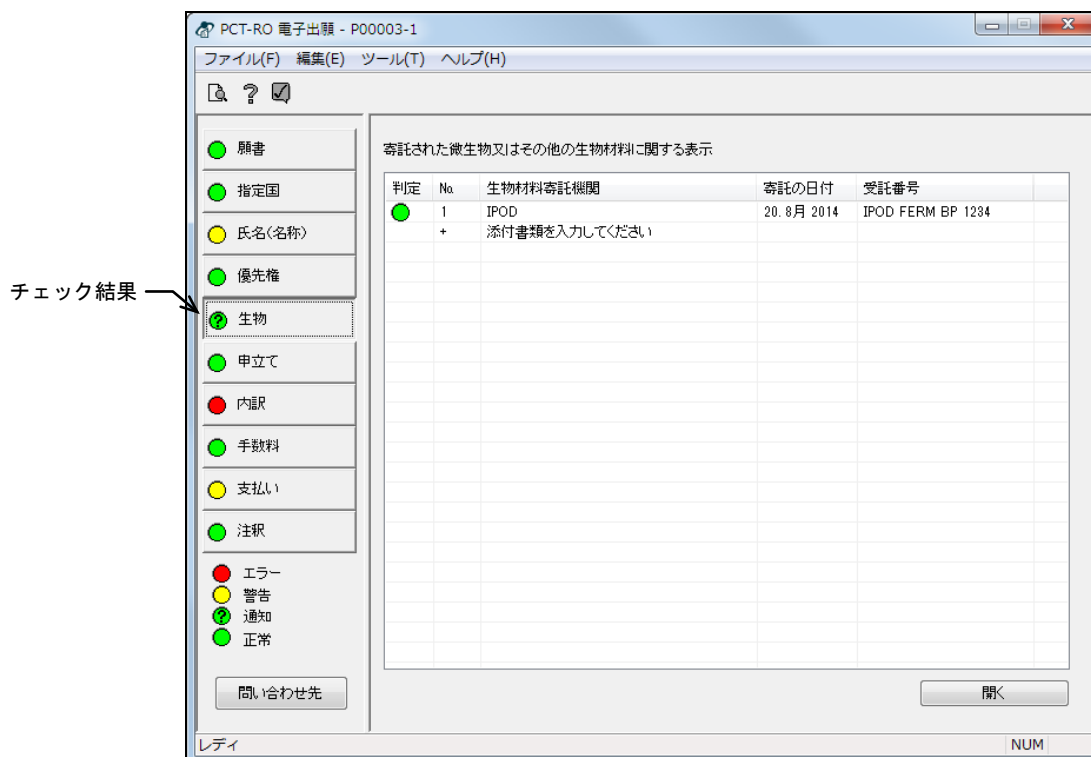 PCT-RO 電子出願 - P00003-1
ファイル(F) 編集(E) ツール(T) ヘルプ(H)
願書
指定国
氏名(名称)
優先権
チェック結果
生物
申立て
内訳
手数料
支払い
注釈
エラー
警告
通知
正常
問い合わせ先
寄託された微生物又はその他の生物材料に関する表示
判定 No. 生物材料寄託機関 寄託の日付 受託番号
1 IPOD 20. 8月 2014 IPOD FERM BP 1234
+ 添付書類を入力してください
開く
レディ NUM